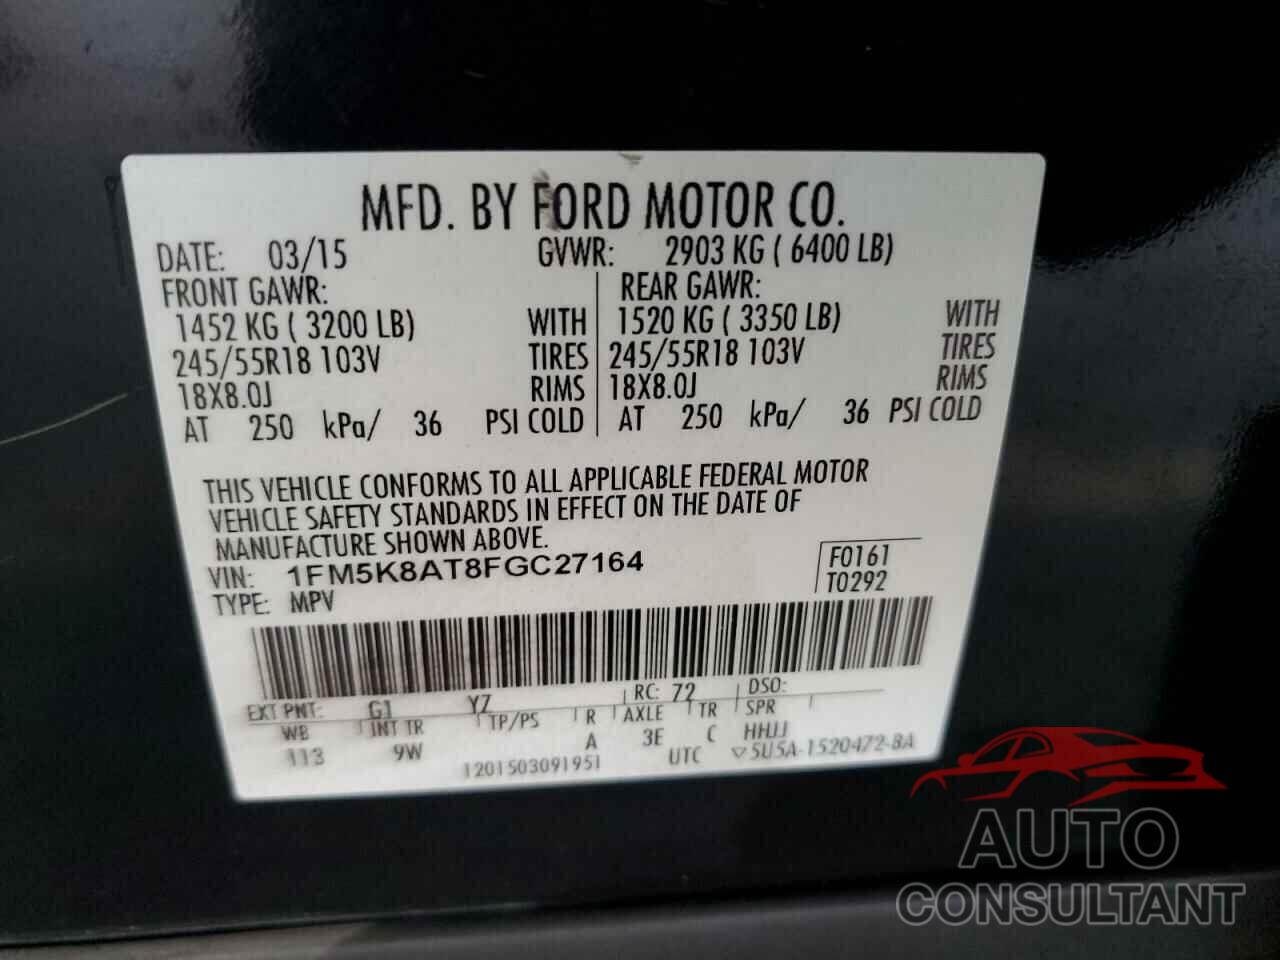 MFD. BY FORD MOTOR CO.
DATE: 03/15 GVWR: 2903 KG ( 6400 LB)
FRONT GAWR: REAR GAWR:
1452 KG ( 3200 LB) WITH 1520 KG ( 3350 LB) WITH
245/55R18 103V TIRES 245/55R18 103V TIRES
18X8.0J RIMS 18X8.0J RIMS
AT 250 kPa/ 36 PSI COLD AT 250 kPa/ 36 PSI COLD
THIS VEHICLE CONFORMS TO ALL APPLICABLE FEDERAL MOTOR
VEHICLE SAFETY STANDARDS IN EFFECT ON THE DATE OF
MANUFACTURE SHOWN ABOVE.
VIN: 1FM5K8AT8FGC27164 F0161
TYPE: MPV T0292
EXT PNT: G1 YZ RC: 72 DSO:
WB INT TR TP/PS R AXLE TR SPR
113 9W A 3E C HHJJ
1201503091951 UTC ▽5U5A-1520472-BA
AUTO
CONSULTANT